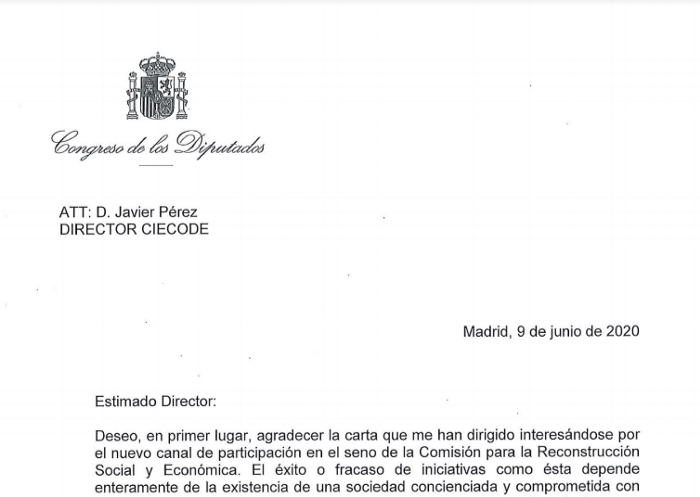 Congreso de los Diputados
ATT: D. Javier Pérez
DIRECTOR CIECODE
Madrid, 9 de junio de 2020
Estimado Director:
Deseo, en primer lugar, agradecer la carta que me han dirigido interesándose por
el nuevo canal de participación en el seno de la Comisión para la Reconstrucción
Social y Económica. El éxito o fracaso de iniciativas como ésta depende
enteramente de la existencia de una sociedad concienciada y comprometida con